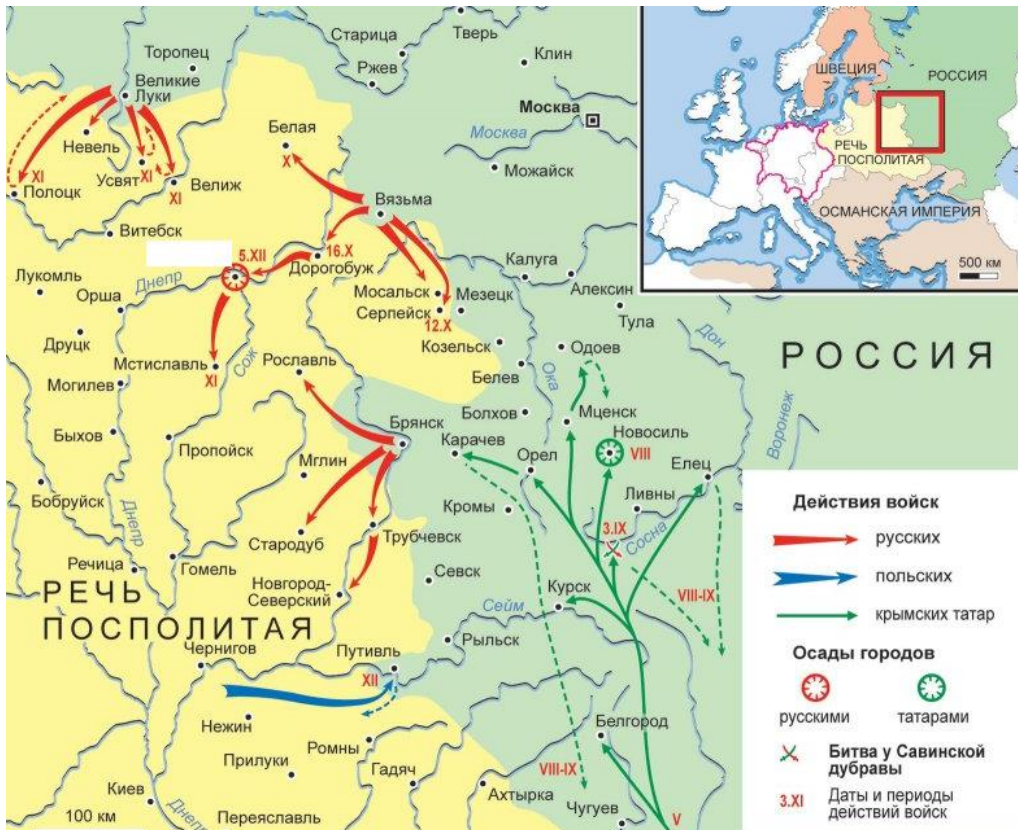 Торопец
Старица
Тверь
Клин
Ржев
Великие
Луки
Москва
Москва
Белая
X
Невель
Можайск
XI
Усвят
XI
Велиж
XI
Полоцк
Вязьма
Витебск
5.XII
16.X
Дорогобуж
Калуга
Днепр
Лукомль
Орша
Мосальск
Мезецк
Серпейск
12.X
Алексин
Тула
Дон
Друцк
Мстиславль
XI
Сож
Рославль
Козельск
Одоев
Белев
Ока
РОССИЯ
Могилев
Болхов
Мценск
Воронеж
Быхов
Пропойск
Брянск
Карачев
Новосиль
VIII
Мглин
Орел
Елец
Бобруйск
Кромы
Ливны
Днепр
3.IX
Сосна
Стародуб
Трубчевск
Речица
Гомель
Новгород-
Северский
Севск
Курск
VIII-IX
РЕЧЬ
ПОСПОЛИТАЯ
Сейм
Рыльск
Чернигов
Путивль
XII
Нежин
Белгород
Прилуки
Ромны
Гадяч
VIII-IX
Киев
Ахтырка
Чугуев
V
100 км
Днепр
Переяславль
ШВЕЦИЯ
РОССИЯ
РЕЧЬ
ПОСПОЛИТАЯ
ОСМАНСКАЯ ИМПЕРИЯ
500 км
Действия войск
русских
польских
крымских татар
Осады городов
русскими
татарами
Битва у Савинской
дубравы
3.XI
Даты и периоды
действий войск